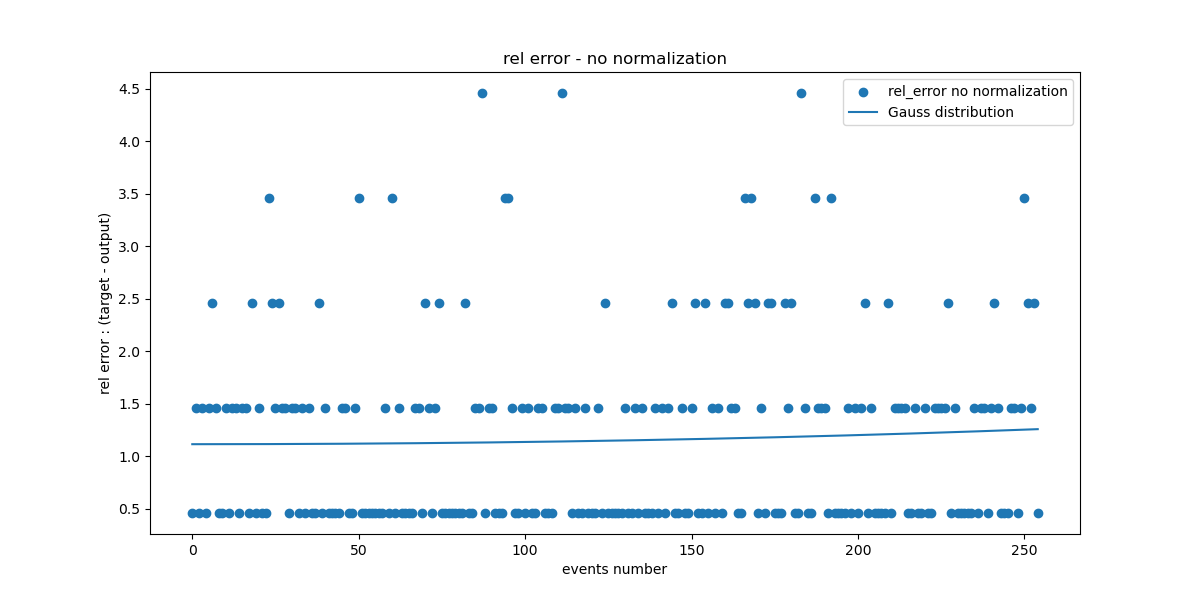 rel error - no normalization
rel_error no normalization
Gauss distribution
rel error : (target - output)
4.5
4.0
3.5
3.0
2.5
2.0
1.5
1.0
0.5
0 50 100 150 200 250
events number